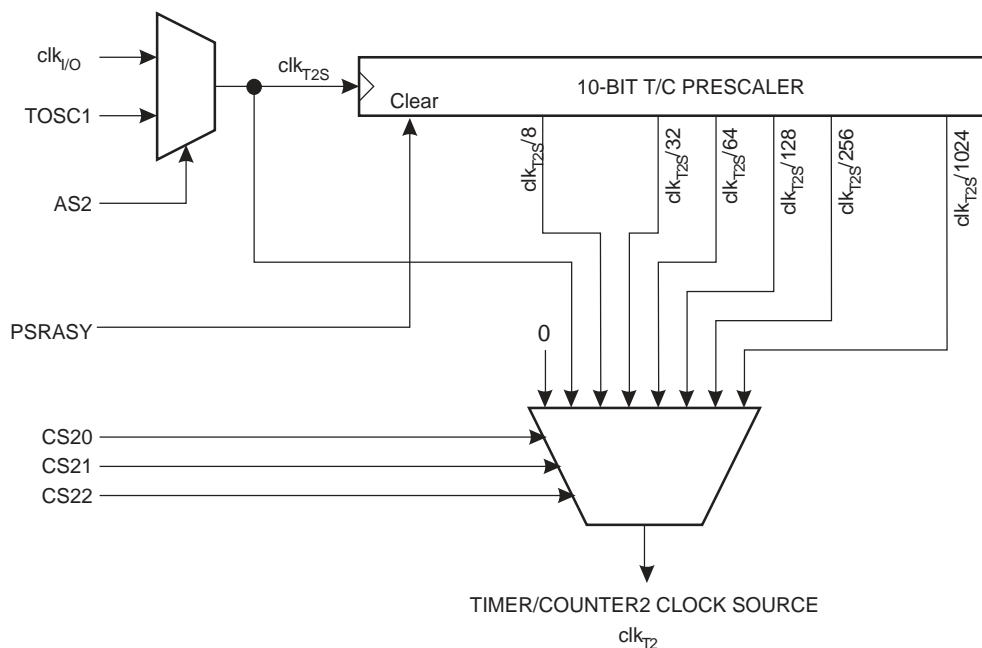 clkI/O
TOSC1
AS2
PSRASY
clkT2S
10-BIT T/C PRESCALER
Clear
clkT2S/8
clkT2S/32
clkT2S/64
clkT2S/128
clkT2S/256
clkT2S/1024
0
CS20
CS21
CS22
TIMER/COUNTER2 CLOCK SOURCE
clkT2